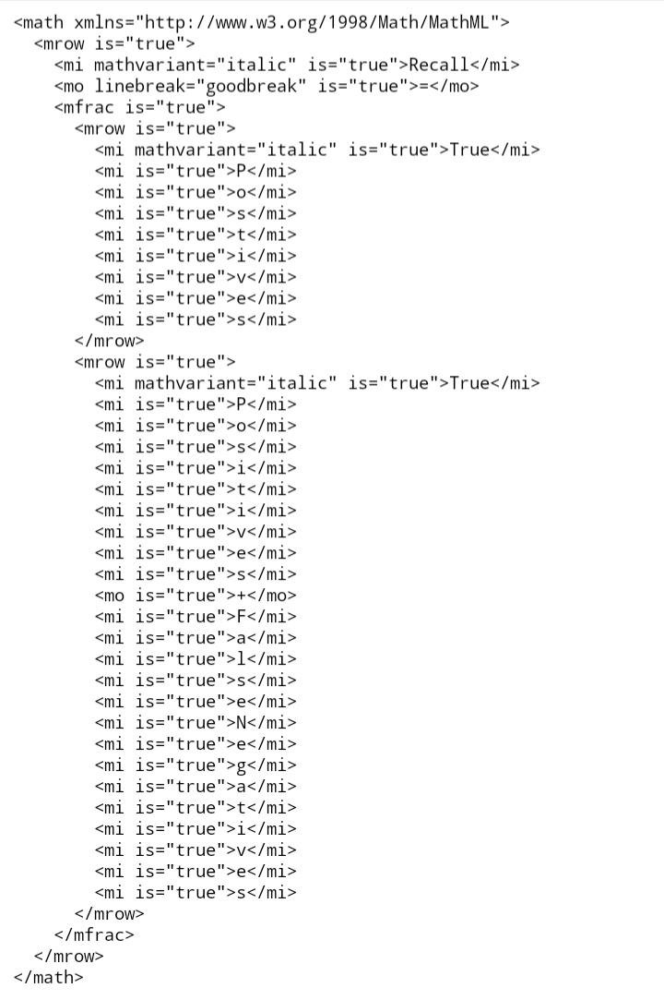 <math xmlns="http://www.w3.org/1998/Math/MathML">
<mrow is="true">
<mi mathvariant="italic" is="true">Recall</mi>
<mo linebreak="goodbreak" is="true">=</mo>
<mfrac is="true">
<mrow is="true">
<mi mathvariant="italic" is="true">True</mi>
<mi is="true">P</mi>
<mi is="true">o</mi>
<mi is="true">s</mi>
<mi is="true">t</mi>
<mi is="true">i</mi>
<mi is="true">v</mi>
<mi is="true">e</mi>
<mi is="true">s</mi>
</mrow>
<mrow is="true">
<mi mathvariant="italic" is="true">True</mi>
<mi is="true">P</mi>
<mi is="true">o</mi>
<mi is="true">s</mi>
<mi is="true">i</mi>
<mi is="true">t</mi>
<mi is="true">i</mi>
<mi is="true">v</mi>
<mi is="true">e</mi>
<mi is="true">s</mi>
<mo is="true">+</mo>
<mi is="true">F</mi>
<mi is="true">a</mi>
<mi is="true">l</mi>
<mi is="true">s</mi>
<mi is="true">e</mi>
<mi is="true">N</mi>
<mi is="true">e</mi>
<mi is="true">g</mi>
<mi is="true">a</mi>
<mi is="true">t</mi>
<mi is="true">i</mi>
<mi is="true">v</mi>
<mi is="true">e</mi>
<mi is="true">s</mi>
</mrow>
</mfrac>
</mrow>
</math>